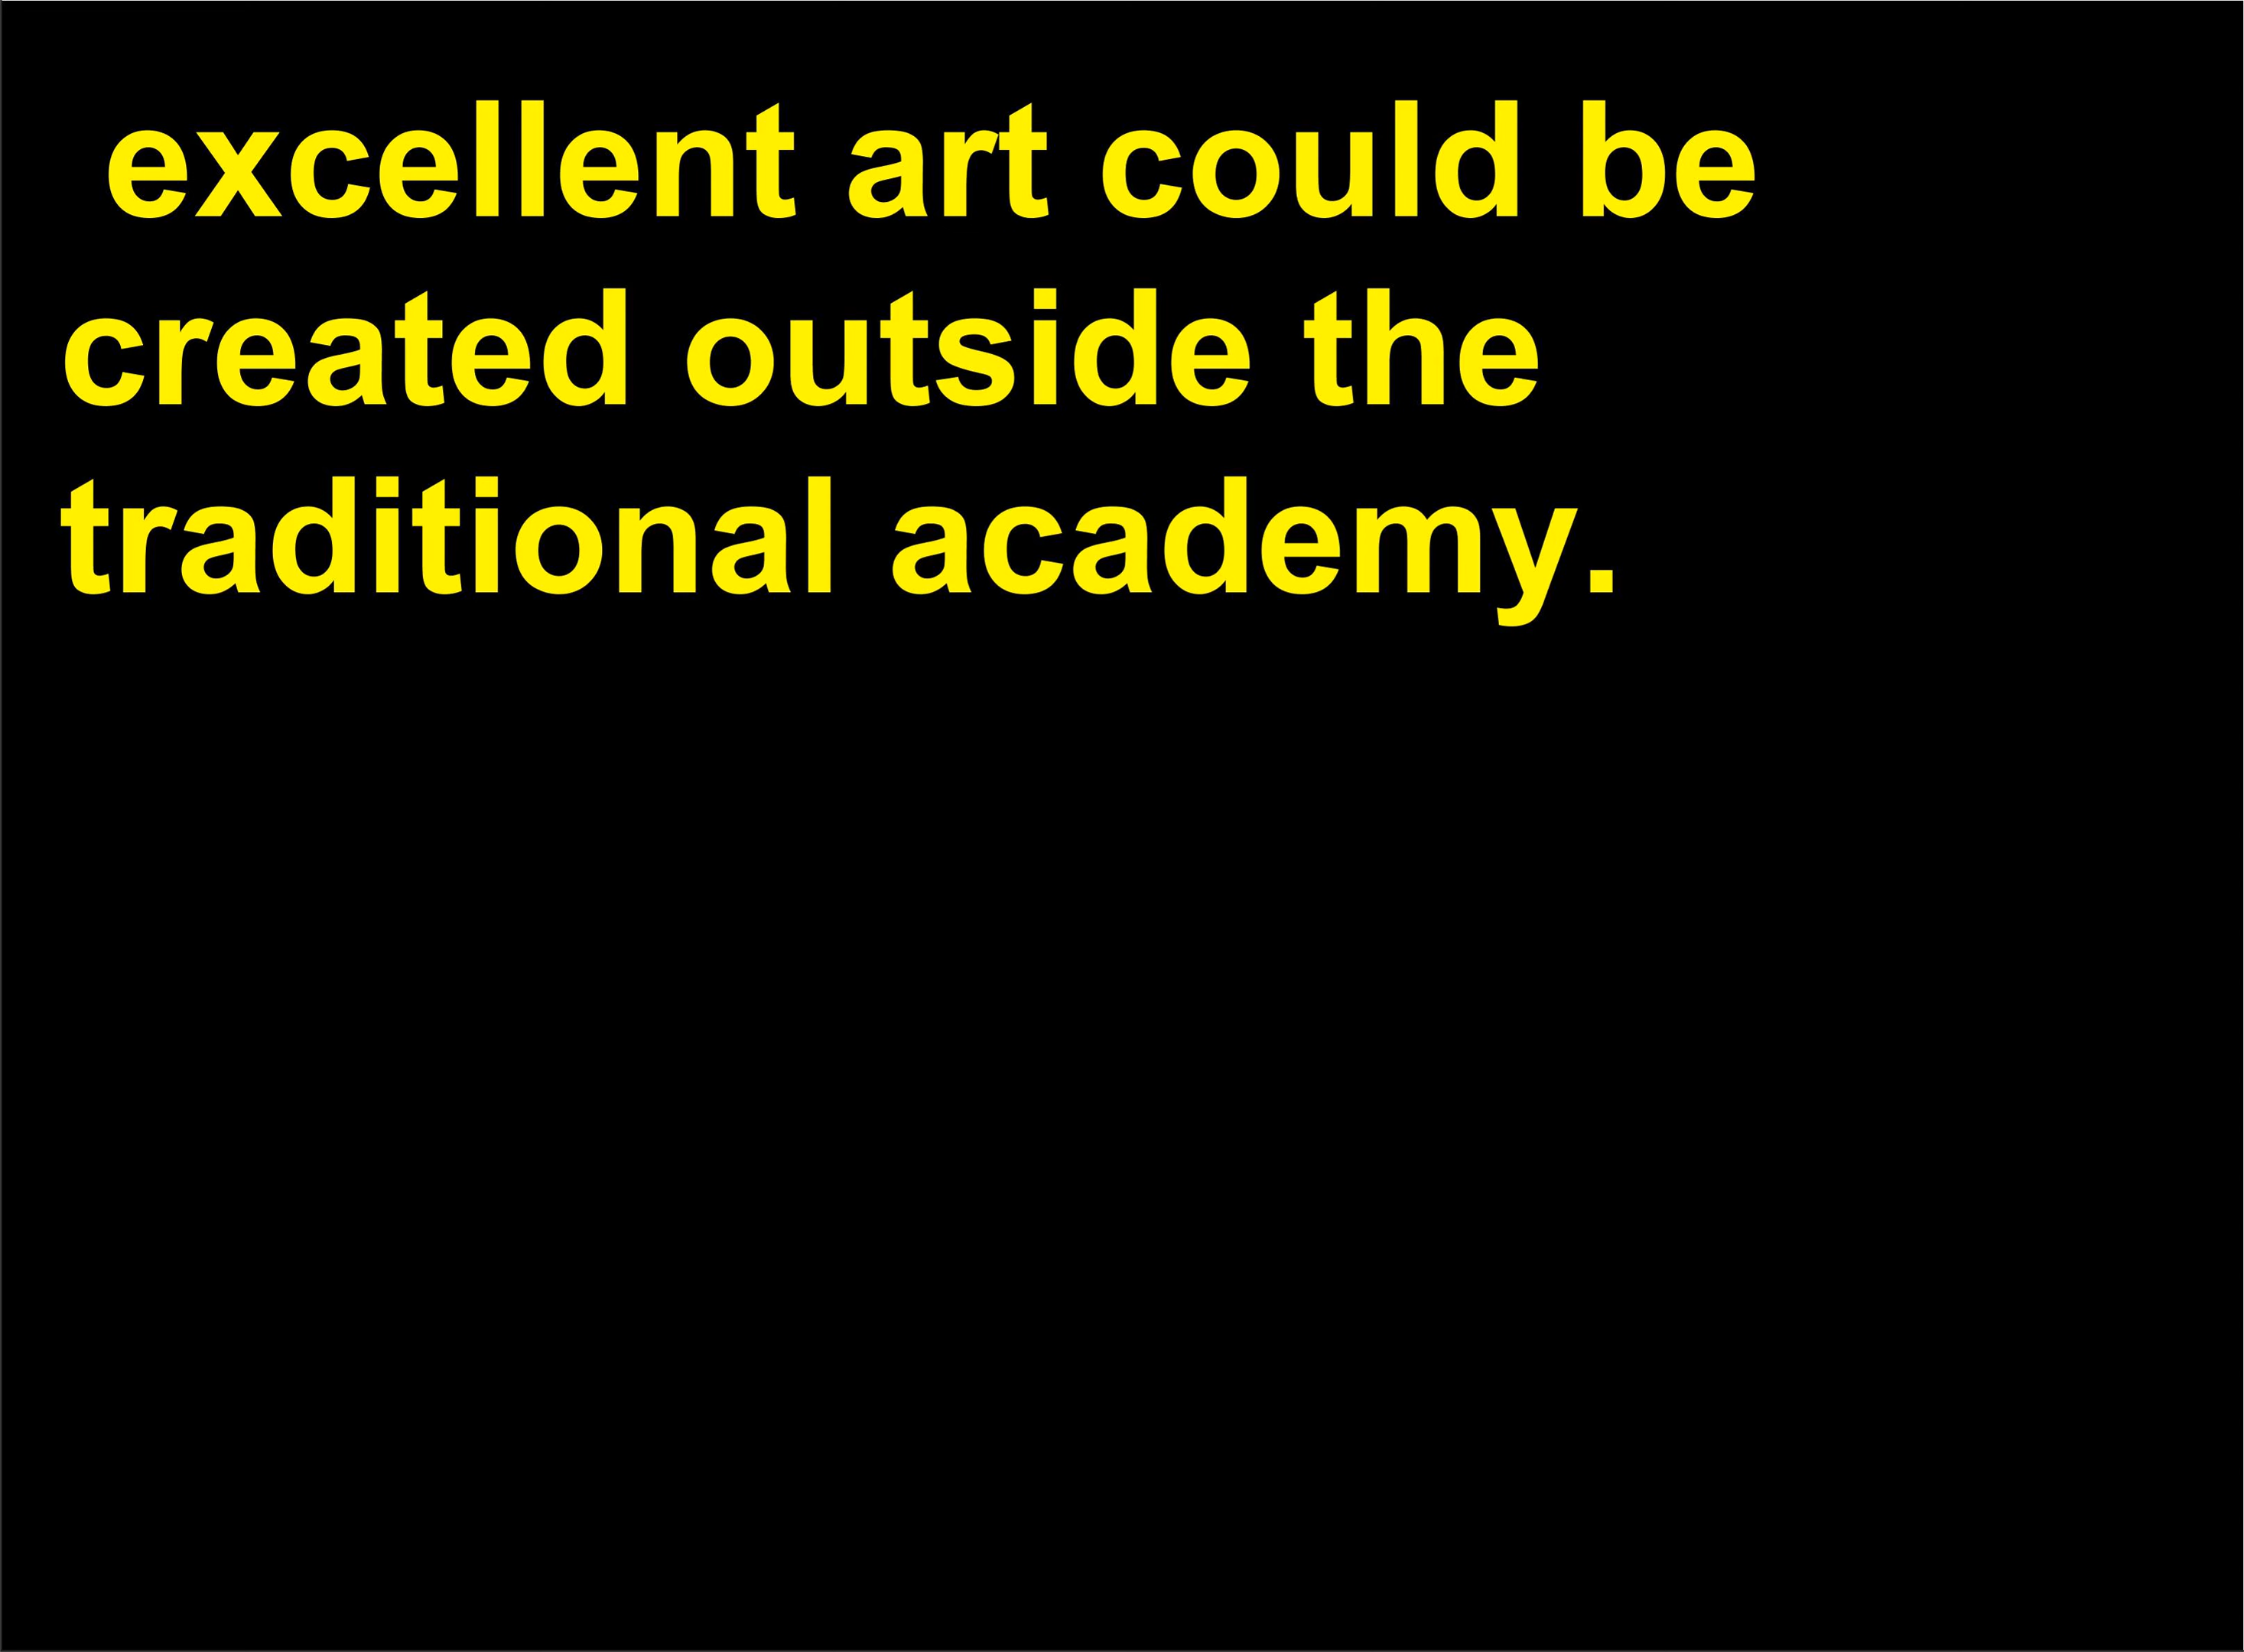 excellent art could be
created outside the
traditional academy.